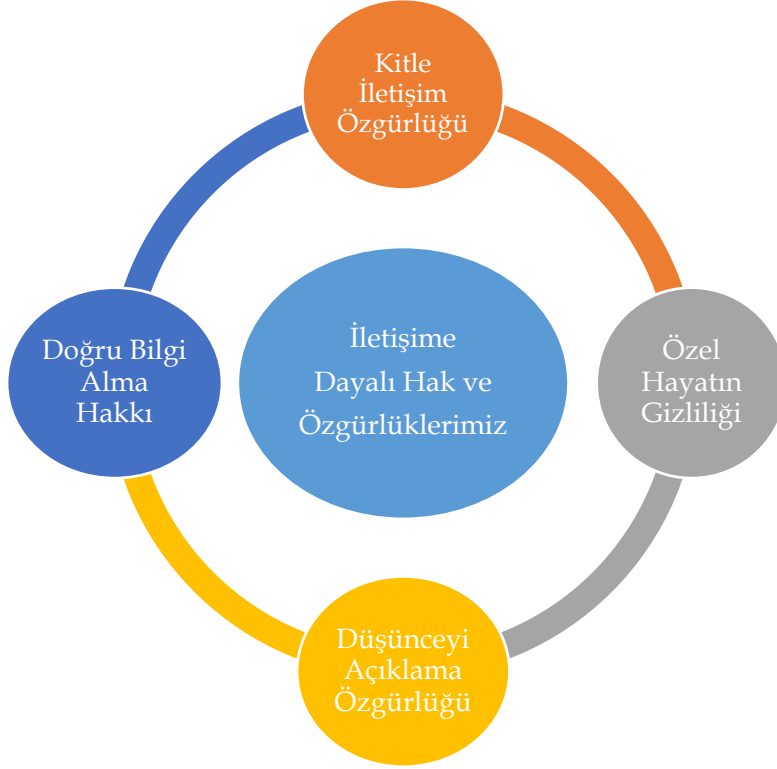 Kitle
İletişim
Özgürlüğü
Doğru Bilgi
Alma
Hakkı
İletişime
Dayalı Hak ve
Özgürlüklerimiz
Özel
Hayatın
Gizliliği
Düşünceyi
Açıklama
Özgürlüğü